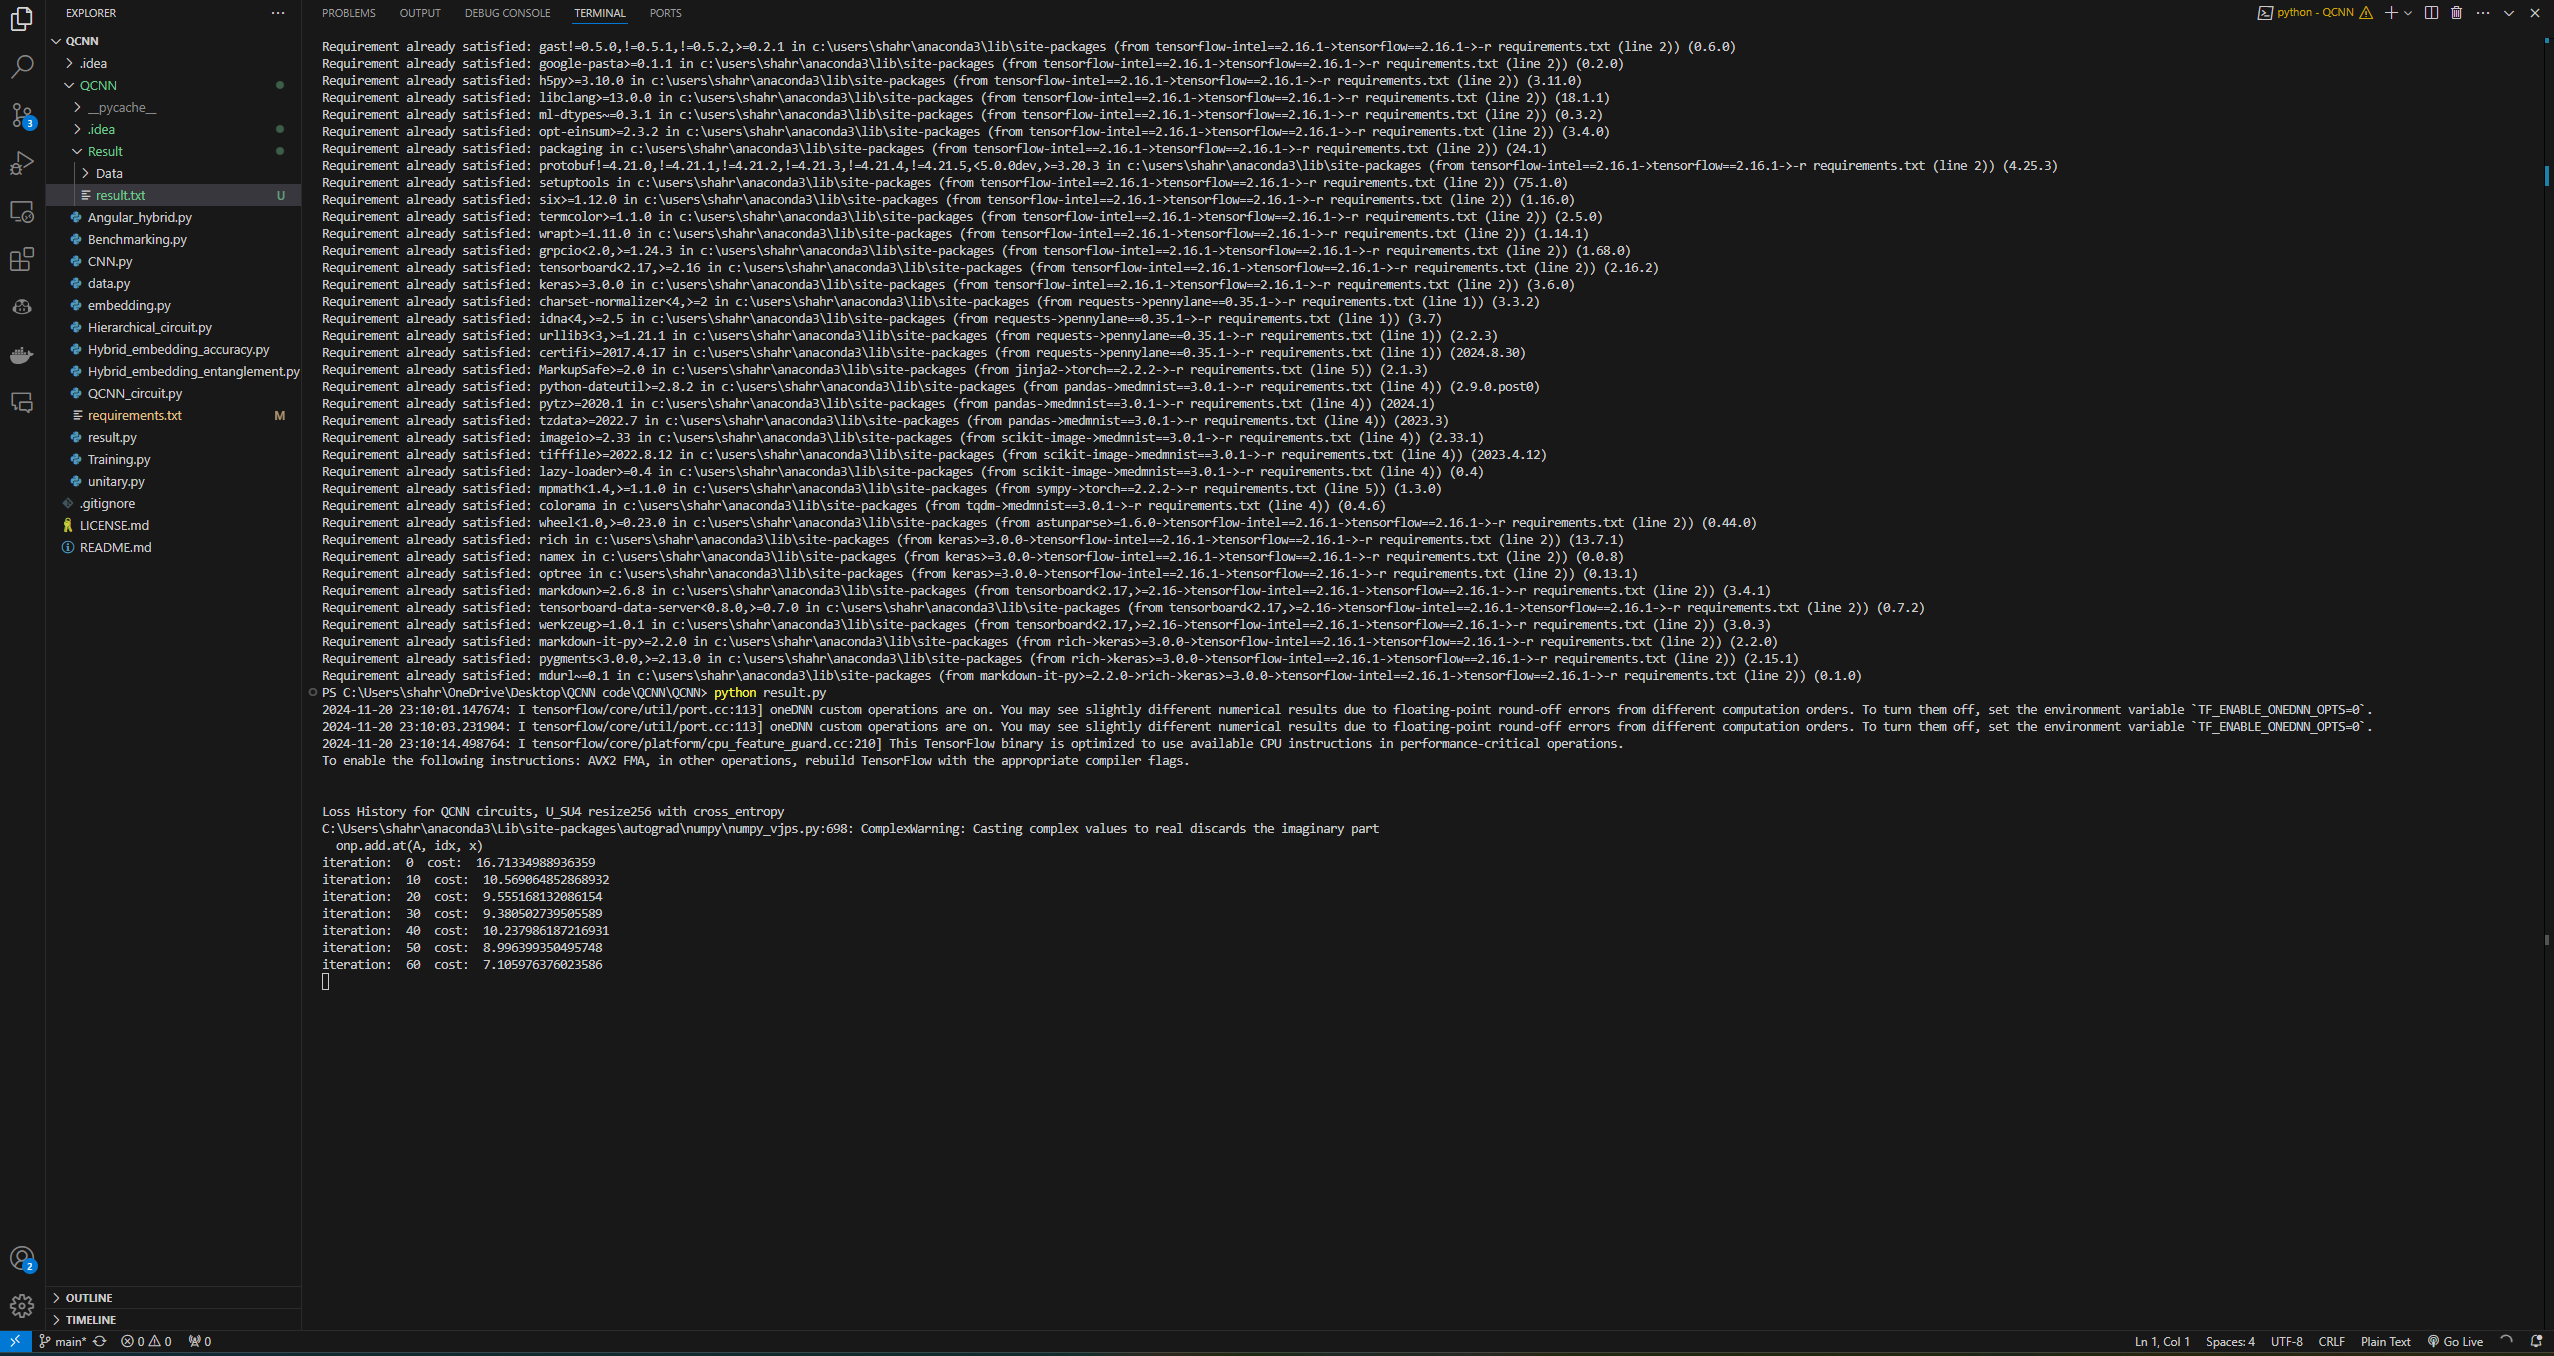 EXPLORER
QCNN
.idea
QCNN
__pycache__
.idea
Result
Data
result.txt U
Angular_hybrid.py
Benchmarking.py
CNN.py
data.py
embedding.py
Hierarchical_circuit.py
Hybrid_embedding_accuracy.py
Hybrid_embedding_entanglement.py
QCNN_circuit.py
requirements.txt M
result.py
Training.py
unitary.py
.gitignore
LICENSE.md
README.md
OUTLINE
TIMELINE
3
2
PROBLEMS OUTPUT DEBUG CONSOLE TERMINAL PORTS
python - QCNN
Requirement already satisfied: gast!=0.5.0,!=0.5.1,!=0.5.2,>=0.2.1 in c:\users\shahr\anaconda3\lib\site-packages (from tensorflow-intel==2.16.1->tensorflow==2.16.1->-r requirements.txt (line 2)) (0.6.0)
Requirement already satisfied: google-pasta>=0.1.1 in c:\users\shahr\anaconda3\lib\site-packages (from tensorflow-intel==2.16.1->tensorflow==2.16.1->-r requirements.txt (line 2)) (0.2.0)
Requirement already satisfied: h5py>=3.10.0 in c:\users\shahr\anaconda3\lib\site-packages (from tensorflow-intel==2.16.1->tensorflow==2.16.1->-r requirements.txt (line 2)) (3.11.0)
Requirement already satisfied: libclang>=13.0.0 in c:\users\shahr\anaconda3\lib\site-packages (from tensorflow-intel==2.16.1->tensorflow==2.16.1->-r requirements.txt (line 2)) (18.1.1)
Requirement already satisfied: ml-dtypes~=0.3.1 in c:\users\shahr\anaconda3\lib\site-packages (from tensorflow-intel==2.16.1->tensorflow==2.16.1->-r requirements.txt (line 2)) (0.3.2)
Requirement already satisfied: opt-einsum>=2.3.2 in c:\users\shahr\anaconda3\lib\site-packages (from tensorflow-intel==2.16.1->tensorflow==2.16.1->-r requirements.txt (line 2)) (3.4.0)
Requirement already satisfied: packaging in c:\users\shahr\anaconda3\lib\site-packages (from tensorflow-intel==2.16.1->tensorflow==2.16.1->-r requirements.txt (line 2)) (24.1)
Requirement already satisfied: protobuf!=4.21.0,!=4.21.1,!=4.21.2,!=4.21.3,!=4.21.4,!=4.21.5,<5.0.0dev,>=3.20.3 in c:\users\shahr\anaconda3\lib\site-packages (from tensorflow-intel==2.16.1->tensorflow==2.16.1->-r requirements.txt (line 2)) (4.25.3)
Requirement already satisfied: setuptools in c:\users\shahr\anaconda3\lib\site-packages (from tensorflow-intel==2.16.1->tensorflow==2.16.1->-r requirements.txt (line 2)) (75.1.0)
Requirement already satisfied: six>=1.12.0 in c:\users\shahr\anaconda3\lib\site-packages (from tensorflow-intel==2.16.1->tensorflow==2.16.1->-r requirements.txt (line 2)) (1.16.0)
Requirement already satisfied: termcolor>=1.1.0 in c:\users\shahr\anaconda3\lib\site-packages (from tensorflow-intel==2.16.1->tensorflow==2.16.1->-r requirements.txt (line 2)) (2.5.0)
Requirement already satisfied: wrapt>=1.11.0 in c:\users\shahr\anaconda3\lib\site-packages (from tensorflow-intel==2.16.1->tensorflow==2.16.1->-r requirements.txt (line 2)) (1.14.1)
Requirement already satisfied: grpcio<2.0,>=1.24.3 in c:\users\shahr\anaconda3\lib\site-packages (from tensorflow-intel==2.16.1->tensorflow==2.16.1->-r requirements.txt (line 2)) (1.68.0)
Requirement already satisfied: tensorboard<2.17,>=2.16 in c:\users\shahr\anaconda3\lib\site-packages (from tensorflow-intel==2.16.1->tensorflow==2.16.1->-r requirements.txt (line 2)) (2.16.2)
Requirement already satisfied: keras>=3.0.0 in c:\users\shahr\anaconda3\lib\site-packages (from tensorflow-intel==2.16.1->tensorflow==2.16.1->-r requirements.txt (line 2)) (3.6.0)
Requirement already satisfied: charset-normalizer<4,>=2 in c:\users\shahr\anaconda3\lib\site-packages (from requests->pennylane==0.35.1->-r requirements.txt (line 1)) (3.3.2)
Requirement already satisfied: idna<4,>=2.5 in c:\users\shahr\anaconda3\lib\site-packages (from requests->pennylane==0.35.1->-r requirements.txt (line 1)) (3.7)
Requirement already satisfied: urllib3<3,>=1.21.1 in c:\users\shahr\anaconda3\lib\site-packages (from requests->pennylane==0.35.1->-r requirements.txt (line 1)) (2.2.3)
Requirement already satisfied: certifi>=2017.4.17 in c:\users\shahr\anaconda3\lib\site-packages (from requests->pennylane==0.35.1->-r requirements.txt (line 1)) (2024.8.30)
Requirement already satisfied: MarkupSafe>=2.0 in c:\users\shahr\anaconda3\lib\site-packages (from jinja2->torch==2.2.2->-r requirements.txt (line 5)) (2.1.3)
Requirement already satisfied: python-dateutil>=2.8.2 in c:\users\shahr\anaconda3\lib\site-packages (from pandas->medmnist==3.0.1->-r requirements.txt (line 4)) (2.9.0.post0)
Requirement already satisfied: pytz>=2020.1 in c:\users\shahr\anaconda3\lib\site-packages (from pandas->medmnist==3.0.1->-r requirements.txt (line 4)) (2024.1)
Requirement already satisfied: tzdata>=2022.7 in c:\users\shahr\anaconda3\lib\site-packages (from pandas->medmnist==3.0.1->-r requirements.txt (line 4)) (2023.3)
Requirement already satisfied: imageio>=2.33 in c:\users\shahr\anaconda3\lib\site-packages (from scikit-image->medmnist==3.0.1->-r requirements.txt (line 4)) (2.33.1)
Requirement already satisfied: tifffile>=2022.8.12 in c:\users\shahr\anaconda3\lib\site-packages (from scikit-image->medmnist==3.0.1->-r requirements.txt (line 4)) (2023.4.12)
Requirement already satisfied: lazy-loader>=0.4 in c:\users\shahr\anaconda3\lib\site-packages (from scikit-image->medmnist==3.0.1->-r requirements.txt (line 4)) (0.4)
Requirement already satisfied: mpmath<1.4,>=1.1.0 in c:\users\shahr\anaconda3\lib\site-packages (from sympy->torch==2.2.2->-r requirements.txt (line 5)) (1.3.0)
Requirement already satisfied: colorama in c:\users\shahr\anaconda3\lib\site-packages (from tqdm->medmnist==3.0.1->-r requirements.txt (line 4)) (0.4.6)
Requirement already satisfied: wheel<1.0,>=0.23.0 in c:\users\shahr\anaconda3\lib\site-packages (from astunparse>=1.6.0->tensorflow-intel==2.16.1->tensorflow==2.16.1->-r requirements.txt (line 2)) (0.44.0)
Requirement already satisfied: rich in c:\users\shahr\anaconda3\lib\site-packages (from keras>=3.0.0->tensorflow-intel==2.16.1->tensorflow==2.16.1->-r requirements.txt (line 2)) (13.7.1)
Requirement already satisfied: namex in c:\users\shahr\anaconda3\lib\site-packages (from keras>=3.0.0->tensorflow-intel==2.16.1->tensorflow==2.16.1->-r requirements.txt (line 2)) (0.0.8)
Requirement already satisfied: optree in c:\users\shahr\anaconda3\lib\site-packages (from keras>=3.0.0->tensorflow-intel==2.16.1->tensorflow==2.16.1->-r requirements.txt (line 2)) (0.13.1)
Requirement already satisfied: markdown>=2.6.8 in c:\users\shahr\anaconda3\lib\site-packages (from tensorboard<2.17,>=2.16->tensorflow-intel==2.16.1->tensorflow==2.16.1->-r requirements.txt (line 2)) (3.4.1)
Requirement already satisfied: tensorboard-data-server<0.8.0,>=0.7.0 in c:\users\shahr\anaconda3\lib\site-packages (from tensorboard<2.17,>=2.16->tensorflow-intel==2.16.1->tensorflow==2.16.1->-r requirements.txt (line 2)) (0.7.2)
Requirement already satisfied: werkzeug>=1.0.1 in c:\users\shahr\anaconda3\lib\site-packages (from tensorboard<2.17,>=2.16->tensorflow-intel==2.16.1->tensorflow==2.16.1->-r requirements.txt (line 2)) (3.0.3)
Requirement already satisfied: markdown-it-py>=2.2.0 in c:\users\shahr\anaconda3\lib\site-packages (from rich->keras>=3.0.0->tensorflow-intel==2.16.1->tensorflow==2.16.1->-r requirements.txt (line 2)) (2.2.0)
Requirement already satisfied: pygments<3.0.0,>=2.13.0 in c:\users\shahr\anaconda3\lib\site-packages (from rich->keras>=3.0.0->tensorflow-intel==2.16.1->tensorflow==2.16.1->-r requirements.txt (line 2)) (2.15.1)
Requirement already satisfied: mdurl~=0.1 in c:\users\shahr\anaconda3\lib\site-packages (from markdown-it-py>=2.2.0->rich->keras>=3.0.0->tensorflow-intel==2.16.1->tensorflow==2.16.1->-r requirements.txt (line 2)) (0.1.0)
PS C:\Users\shahr\OneDrive\Desktop\QCNN code\QCNN\QCNN> python result.py
2024-11-20 23:10:01.147674: I tensorflow/core/util/port.cc:113] oneDNN custom operations are on. You may see slightly different numerical results due to floating-point round-off errors from different computation orders. To turn them off, set the environment variable `TF_ENABLE_ONEDNN_OPTS=0`.
2024-11-20 23:10:03.231904: I tensorflow/core/util/port.cc:113] oneDNN custom operations are on. You may see slightly different numerical results due to floating-point round-off errors from different computation orders. To turn them off, set the environment variable `TF_ENABLE_ONEDNN_OPTS=0`.
2024-11-20 23:10:14.498764: I tensorflow/core/platform/cpu_feature_guard.cc:210] This TensorFlow binary is optimized to use available CPU instructions in performance-critical operations.
To enable the following instructions: AVX2 FMA, in other operations, rebuild TensorFlow with the appropriate compiler flags.
Loss History for QCNN circuits, U_SU4 resize256 with cross_entropy
C:\Users\shahr\anaconda3\Lib\site-packages\autograd\numpy\numpy_vjps.py:698: ComplexWarning: Casting complex values to real discards the imaginary part
onp.add.at(A, idx, x)
iteration: 0 cost: 16.71334988936359
iteration: 10 cost: 10.569064852868932
iteration: 20 cost: 9.555168132086154
iteration: 30 cost: 9.380502739505589
iteration: 40 cost: 10.237986187216931
iteration: 50 cost: 8.996399350495748
iteration: 60 cost: 7.105976376023586
main* 0 0 0
Ln 1, Col 1 Spaces: 4 UTF-8 CRLF Plain Text Go Live